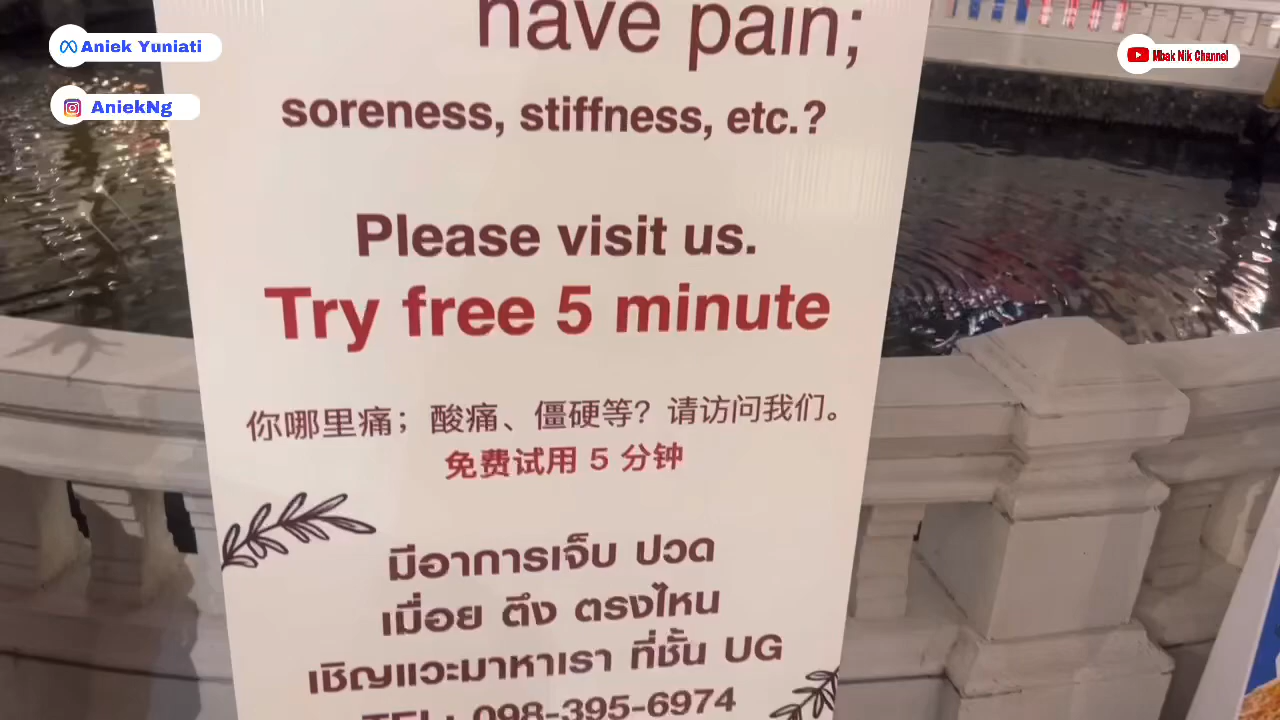 Aniek Yuniati
AniekNg
Mbak Nik Channel
have pain;
soreness, stiffness, etc.?
Please visit us.
Try free 5 minute
你哪里痛；酸痛、僵硬等？请访问我们。
免费试用 5 分钟
มีอาการเจ็บ ปวด
เมื่อย ตึง ตรงไหน
เชิญแวะมาหาเรา ที่ชั้น UG
TEL: 098-395-6974